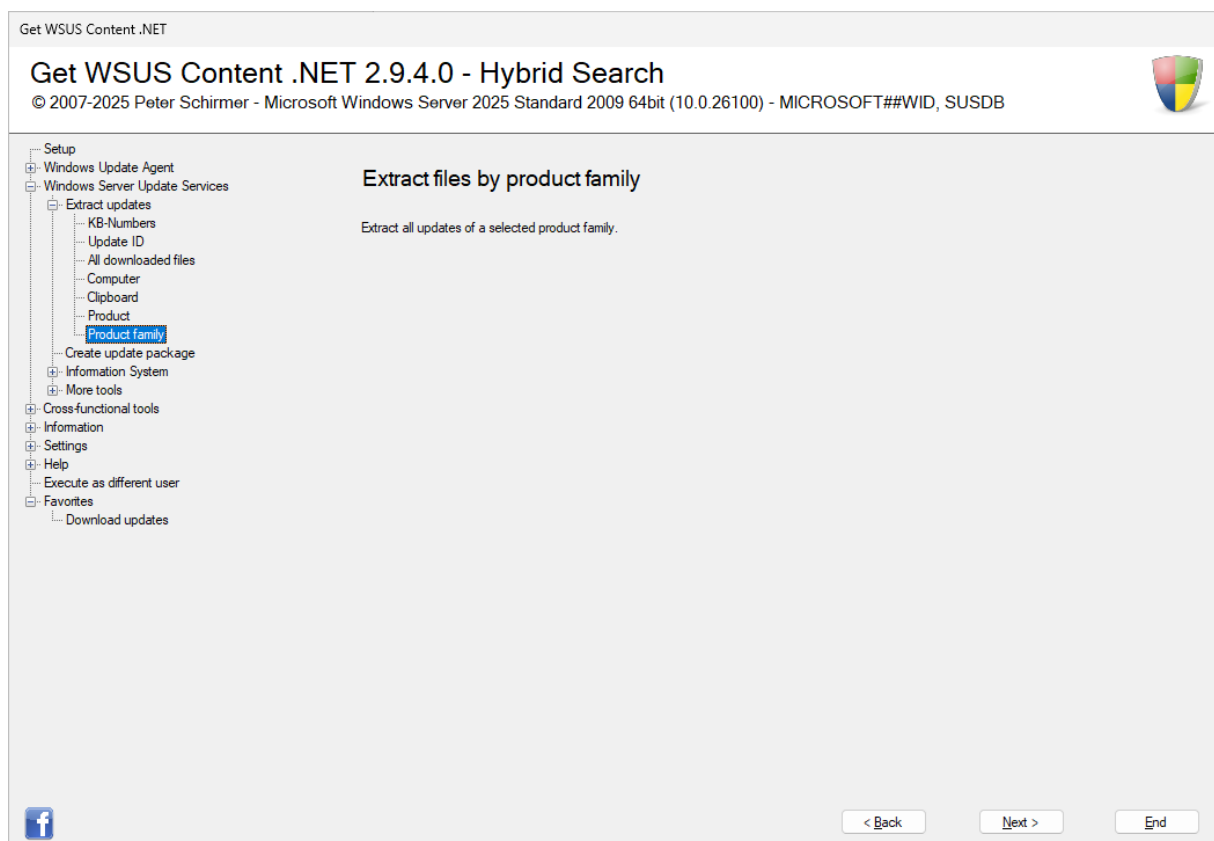 Get WSUS Content .NET
Get WSUS Content .NET 2.9.4.0 - Hybrid Search
© 2007-2025 Peter Schirmer - Microsoft Windows Server 2025 Standard 2009 64bit (10.0.26100) - MICROSOFT##WID, SUSDB
Setup
Windows Update Agent
Windows Server Update Services
Extract updates
KB-Numbers
Update ID
All downloaded files
Computer
Clipboard
Product
Product family
Create update package
Information System
More tools
Cross-functional tools
Information
Settings
Help
Execute as different user
Favorites
Download updates
Extract files by product family
Extract all updates of a selected product family.
f
< Back
Next >
End